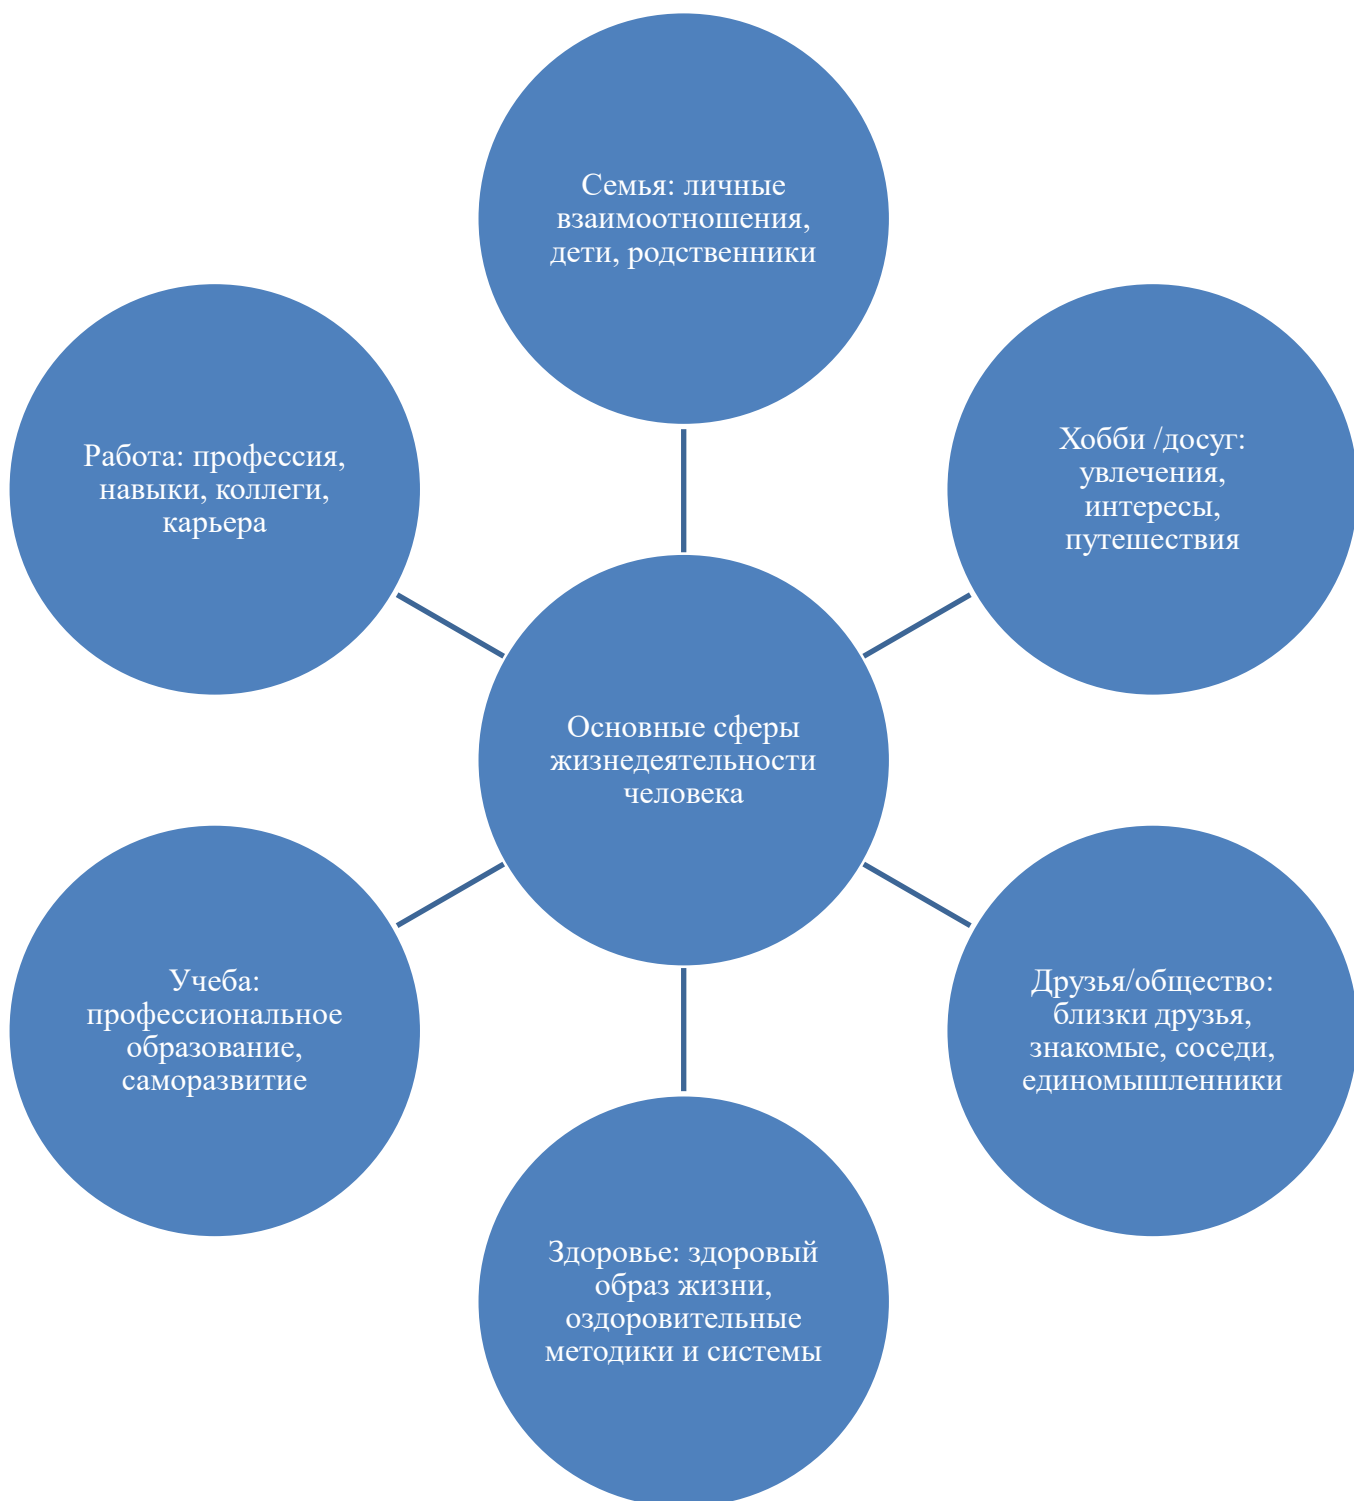 Семья: личные
взаимоотношения,
дети, родственники
Хобби /досуг:
увлечения,
интересы,
путешествия
Друзья/общество:
близки друзья,
знакомые, соседи,
единомышленники
Здоровье: здоровый
образ жизни,
оздоровительные
методики и системы
Учеба:
профессиональное
образование,
саморазвитие
Работа: профессия,
навыки, коллеги,
карьера
Основные сферы
жизнедеятельности
человека